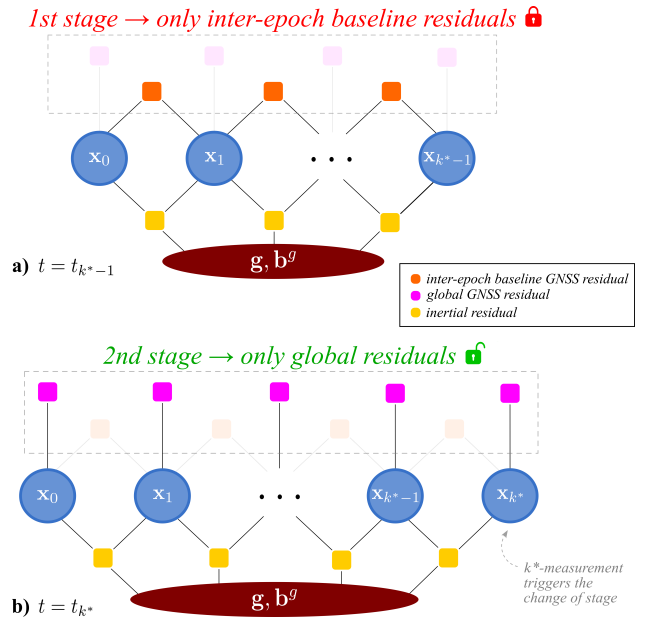 1st stage → only inter-epoch baseline residuals
x₀ x₁ · · · xₖ*₋₁
g, bᵍ
a) t = tₖ*₋₁
inter-epoch baseline GNSS residual
global GNSS residual
inertial residual
2nd stage → only global residuals
x₀ x₁ · · · xₖ*₋₁ xₖ*
k*-measurement
triggers the
change of stage
g, bᵍ
b) t = tₖ*